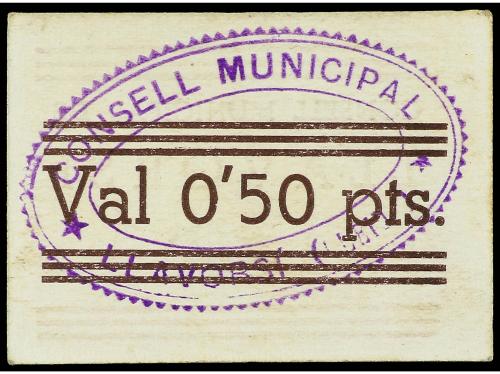 CONSELL MUNICIPAL
Val 0'50 pts.
LLAVORSÍ